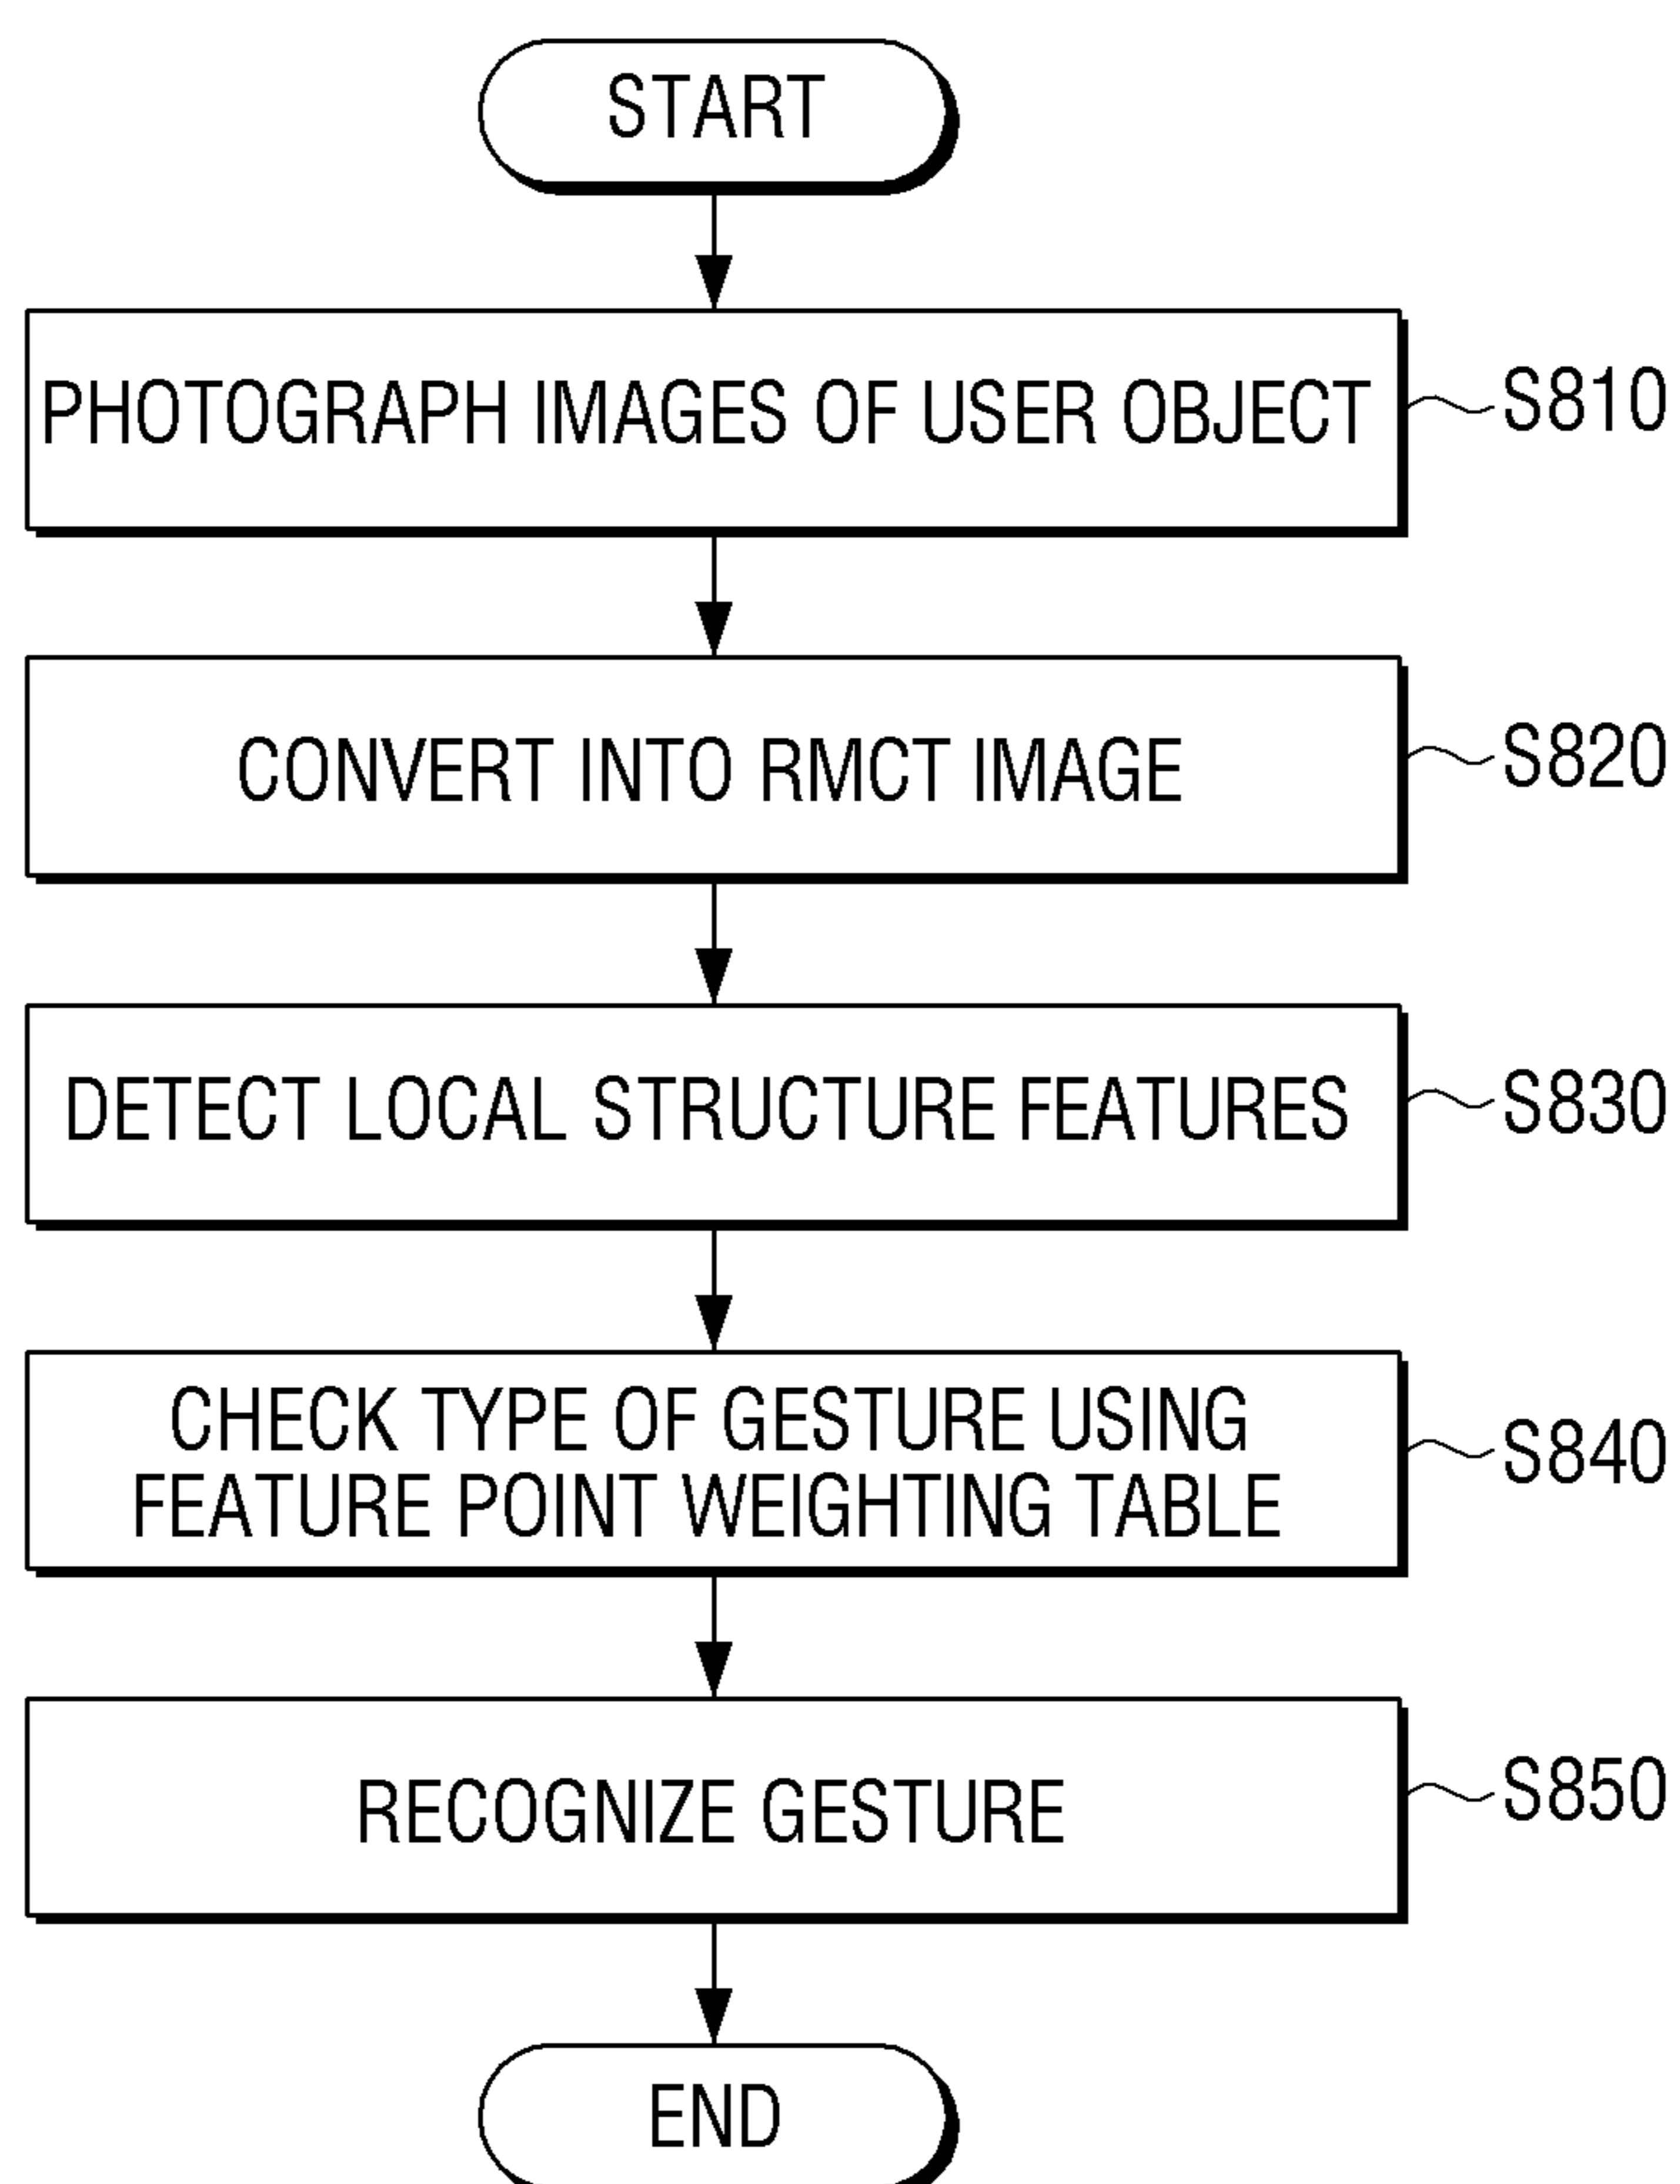 START
PHOTOGRAPH IMAGES OF USER OBJECT
S810
CONVERT INTO RMCT IMAGE
S820
DETECT LOCAL STRUCTURE FEATURES
S830
CHECK TYPE OF GESTURE USING
FEATURE POINT WEIGHTING TABLE
S840
RECOGNIZE GESTURE
S850
END